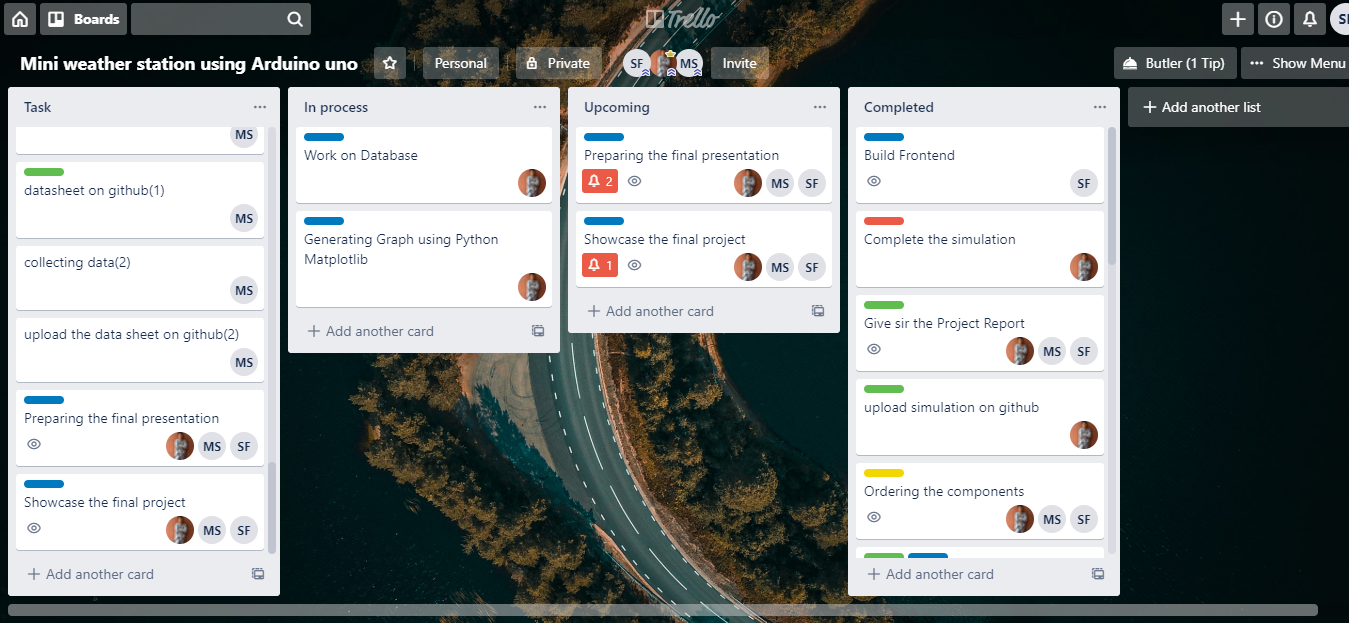 Boards
Trello
S
Mini weather station using Arduino uno
Personal
Private
SF
MS
Invite
Butler (1 Tip)
Show Menu
Task
MS
datasheet on github(1)
MS
collecting data(2)
MS
upload the data sheet on github(2)
MS
Preparing the final presentation
MS SF
Showcase the final project
MS SF
Add another card
In process
Work on Database
Generating Graph using Python
Matplotlib
Add another card
Upcoming
Preparing the final presentation
2 MS SF
Showcase the final project
1 MS SF
Add another card
Completed
Build Frontend
SF
Complete the simulation
Give sir the Project Report
MS SF
upload simulation on github
Ordering the components
MS SF
Add another card
Add another list